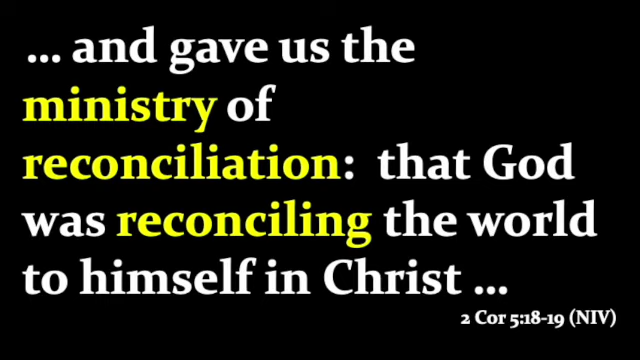 ... and gave us the
ministry of
reconciliation:  that God
was reconciling the world
to himself in Christ ...
2 Cor 5:18-19 (NIV)